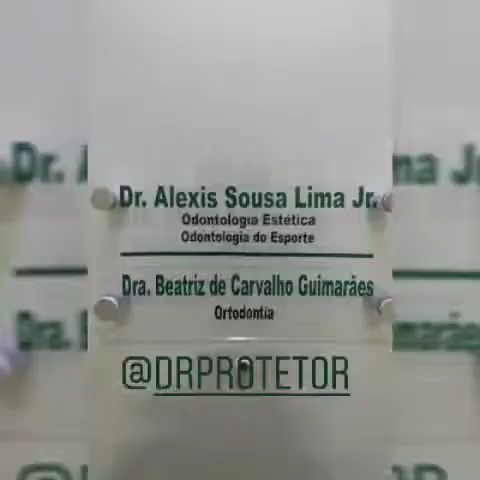 Dr. Alexis Sousa Lima Jr.
Odontologia Estética
Odontologia do Esporte
Dra. Beatriz de Carvalho Guimarães
Ortodontia
@DRPROTETOR